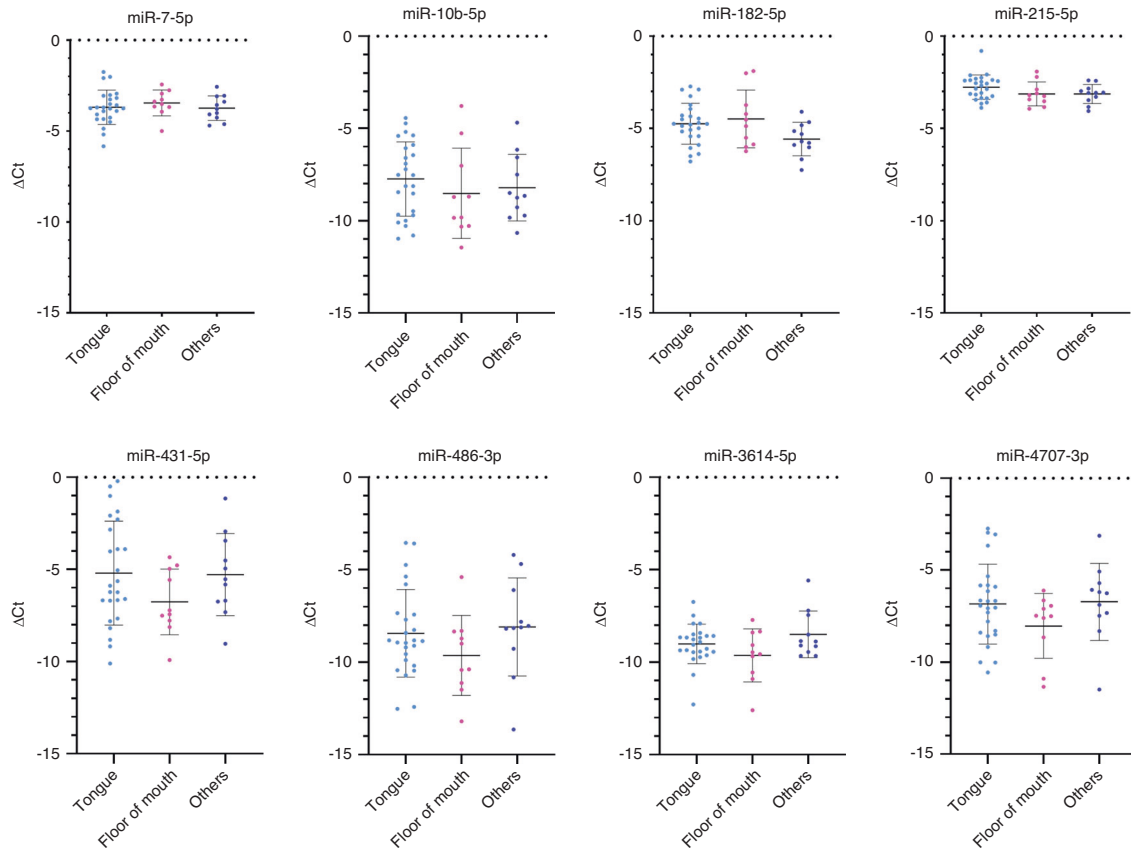 miR-7-5p
0
-5
-10
-15
ΔCt
Tongue
Floor of mouth
Others
miR-10b-5p
0
-5
-10
-15
ΔCt
Tongue
Floor of mouth
Others
miR-182-5p
0
-5
-10
-15
ΔCt
Tongue
Floor of mouth
Others
miR-215-5p
0
-5
-10
-15
ΔCt
Tongue
Floor of mouth
Others
miR-431-5p
0
-5
-10
-15
ΔCt
Tongue
Floor of mouth
Others
miR-486-3p
0
-5
-10
-15
ΔCt
Tongue
Floor of mouth
Others
miR-3614-5p
0
-5
-10
-15
ΔCt
Tongue
Floor of mouth
Others
miR-4707-3p
0
-5
-10
-15
ΔCt
Tongue
Floor of mouth
Others